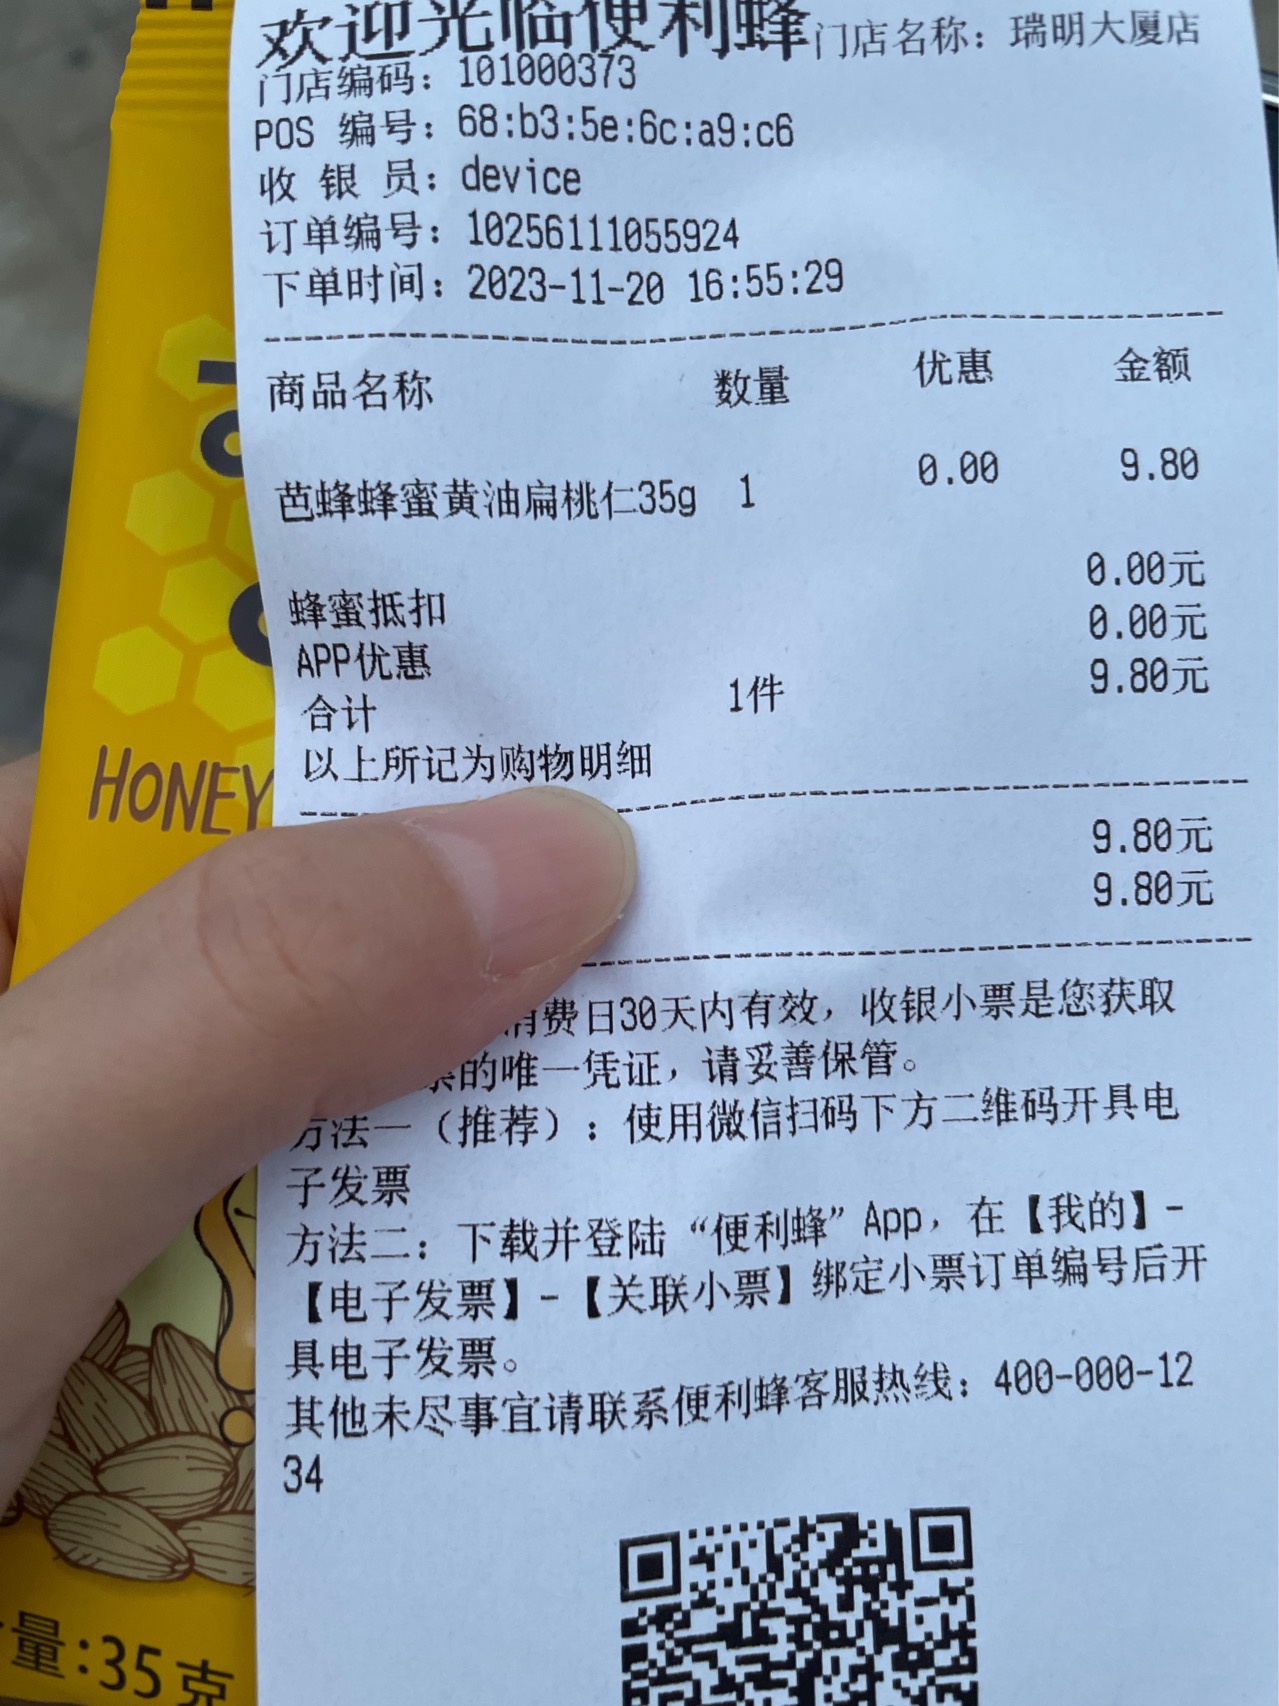 欢迎光临便利蜂门店名称：瑞明大厦店
门店编码：101000373
POS 编号：68:b3:5e:6c:a9:c6
收 银 员：device
订单编号：10256111055924
下单时间：2023-11-20 16:55:29
商品名称 数量 优惠 金额
芭蜂蜂蜜黄油扁桃仁35g 1 0.00 9.80
蜂蜜抵扣 0.00元
APP优惠 0.00元
合计 1件 9.80元
以上所记为购物明细
9.80元
9.80元
消费日30天内有效，收银小票是您获取
票的唯一凭证，请妥善保管。
方法一（推荐）：使用微信扫码下方二维码开具电
子发票
方法二：下载并登陆“便利蜂”App，在【我的】-
【电子发票】-【关联小票】绑定小票订单编号后开
具电子发票。
其他未尽事宜请联系便利蜂客服热线：400-000-12
34
HONEY
量:35克